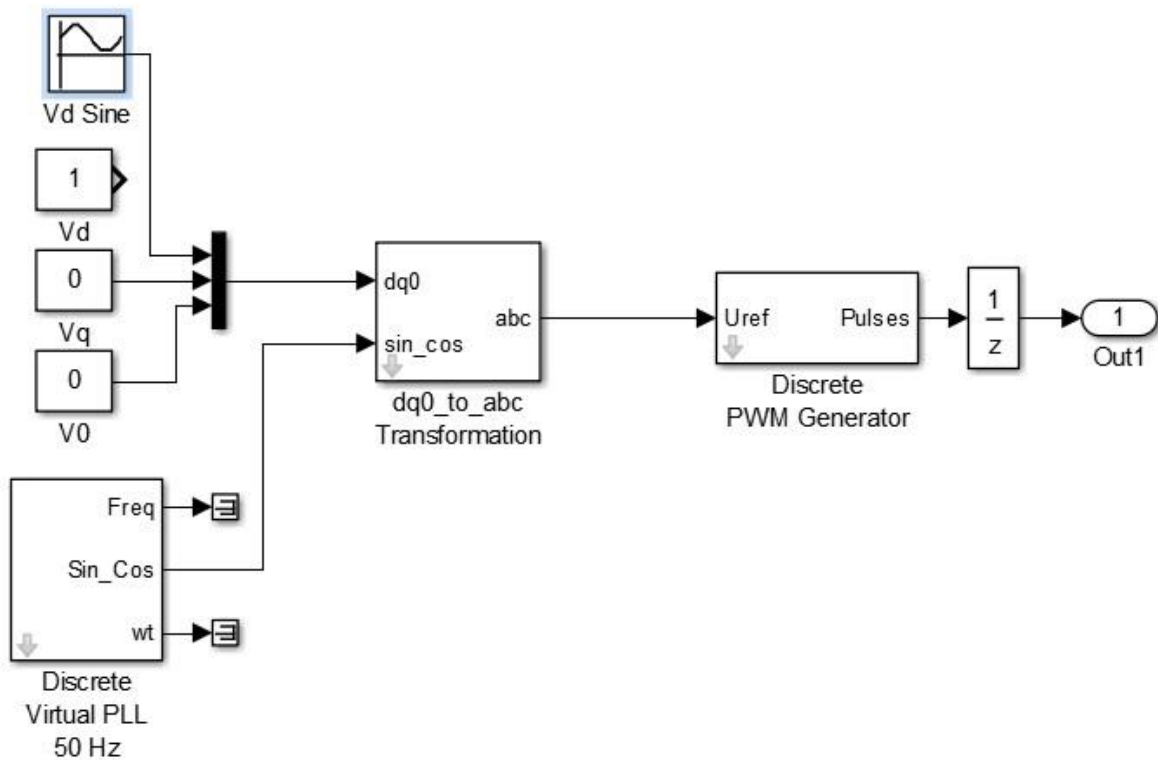 Vd Sine
1
Vd
0
Vq
0
V0
dq0
sin_cos
abc
dq0_to_abc
Transformation
Uref
Pulses
Discrete
PWM Generator
1
z
1
Out1
Freq
Sin_Cos
wt
Discrete
Virtual PLL
50 Hz